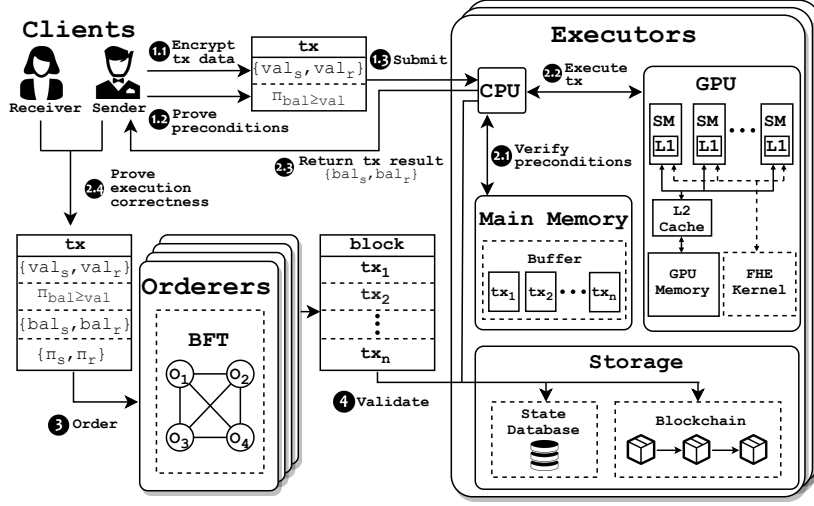 Clients
Receiver
Sender
1.1 Encrypt
tx data
1.2 Prove
preconditions
tx
{val_s, val_r}
Π_bal≥val
1.3 Submit
2.3 Return tx result
{bal_s, bal_r}
2.4 Prove
execution
correctness
tx
{val_s, val_r}
Π_bal≥val
{bal_s, bal_r}
{Π_s, Π_r}
3 Order
Orderers
BFT
O_1
O_2
O_3
O_4
block
tx_1
tx_2
tx_n
4 Validate
Executors
CPU
2.2 Execute
tx
2.1 Verify
preconditions
Main Memory
Buffer
tx_1
tx_2
tx_n
GPU
SM
L1
SM
L1
SM
L1
L2
Cache
GPU
Memory
FHE
Kernel
Storage
State
Database
Blockchain